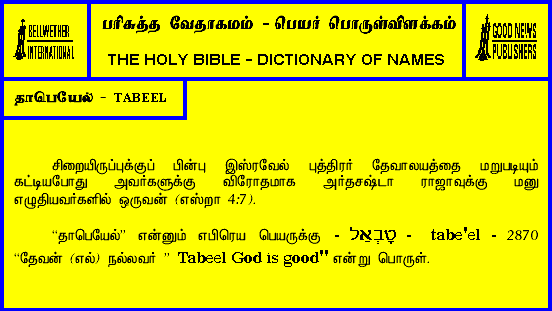 BELLWETHER
INTERNATIONAL
பரிசுத்த வேதாகமம் - பெயர் பொருள்விளக்கம்
THE HOLY BIBLE - DICTIONARY OF NAMES
GOOD NEWS
PUBLISHERS
தாபெயேல் - TABEEL
சிறையிருப்புக்குப் பின்பு இஸ்ரவேல் புத்திரர் தேவாலயத்தை மறுபடியும்
கட்டியபோது அவர்களுக்கு விரோதமாக அர்தசஷ்டா ராஜாவுக்கு மனு
எழுதியவர்களில் ஒருவன் (எஸ்றா 4:7).
“தாபெயேல்” என்னும் எபிரெய பெயருக்கு - טָבְאֵל - tabe'el - 2870
“தேவன் (எல்) நல்லவர் ” Tabeel God is good" என்று பொருள்.